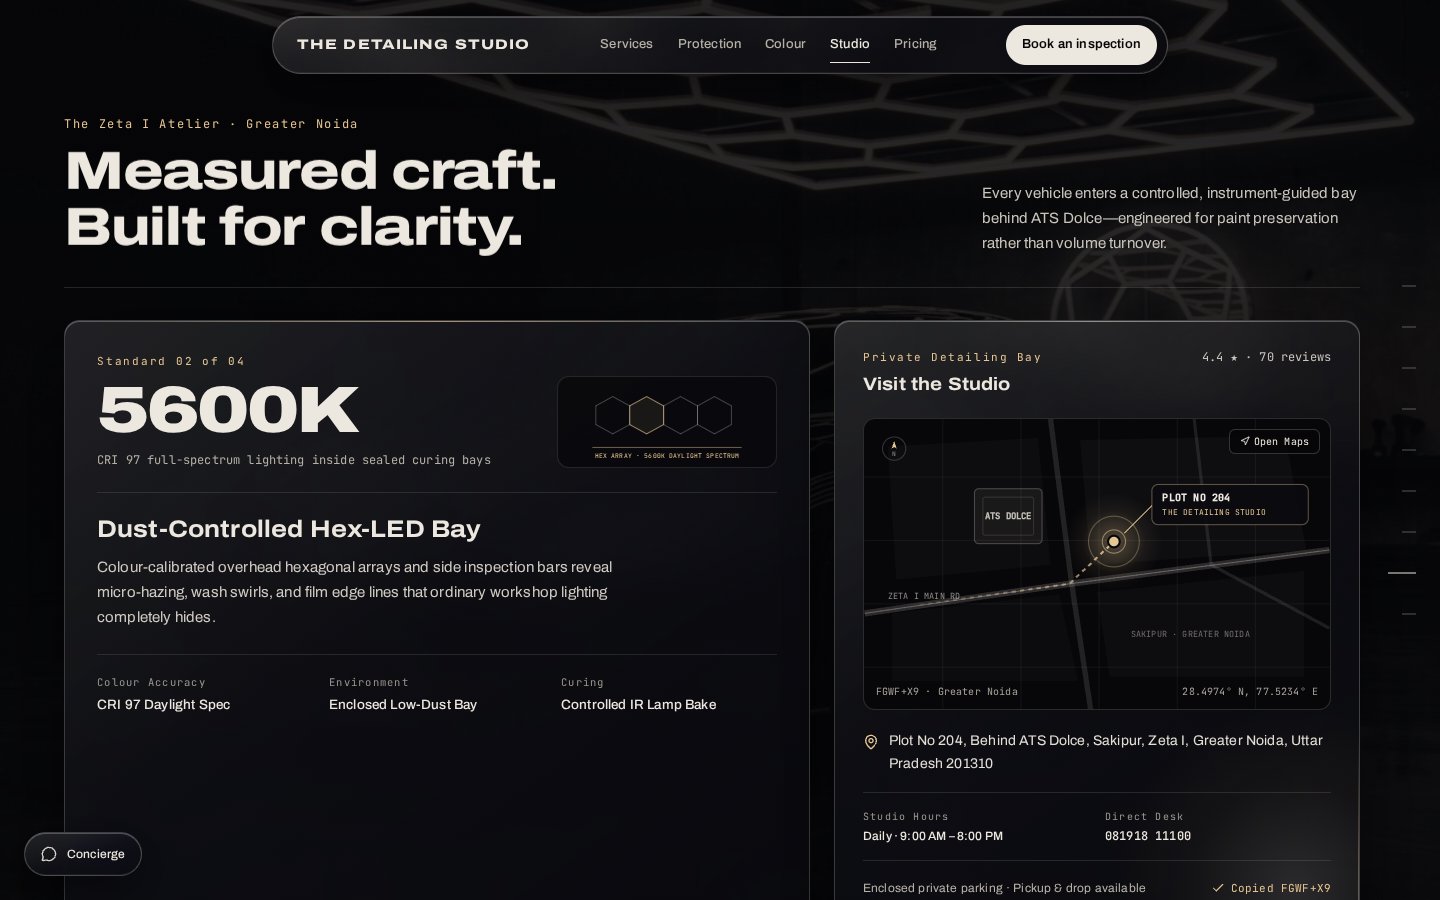 THE DETAILING STUDIO
Services
Protection
Colour
Studio
Pricing
Book an inspection
The Zeta I Atelier · Greater Noida
Measured craft.
Built for clarity.
Every vehicle enters a controlled, instrument-guided bay
behind ATS Dolce—engineered for paint preservation
rather than volume turnover.
Standard 02 of 04
5600K
CRI 97 full-spectrum lighting inside sealed curing bays
HEX ARRAY · 5600K DAYLIGHT SPECTRUM
Dust-Controlled Hex-LED Bay
Colour-calibrated overhead hexagonal arrays and side inspection bars reveal
micro-hazing, wash swirls, and film edge lines that ordinary workshop lighting
completely hides.
Colour Accuracy
CRI 97 Daylight Spec
Environment
Enclosed Low-Dust Bay
Curing
Controlled IR Lamp Bake
Private Detailing Bay
4.4 ★ · 70 reviews
Visit the Studio
N
Open Maps
ATS DOLCE
PLOT NO 204
THE DETAILING STUDIO
ZETA I MAIN RD
SAKIPUR · GREATER NOIDA
FGWF+X9 · Greater Noida
28.4974° N, 77.5234° E
Plot No 204, Behind ATS Dolce, Sakipur, Zeta I, Greater Noida, Uttar
Pradesh 201310
Studio Hours
Daily · 9:00 AM – 8:00 PM
Direct Desk
081918 11100
Enclosed private parking · Pickup & drop available
✓ Copied FGWF+X9
Concierge